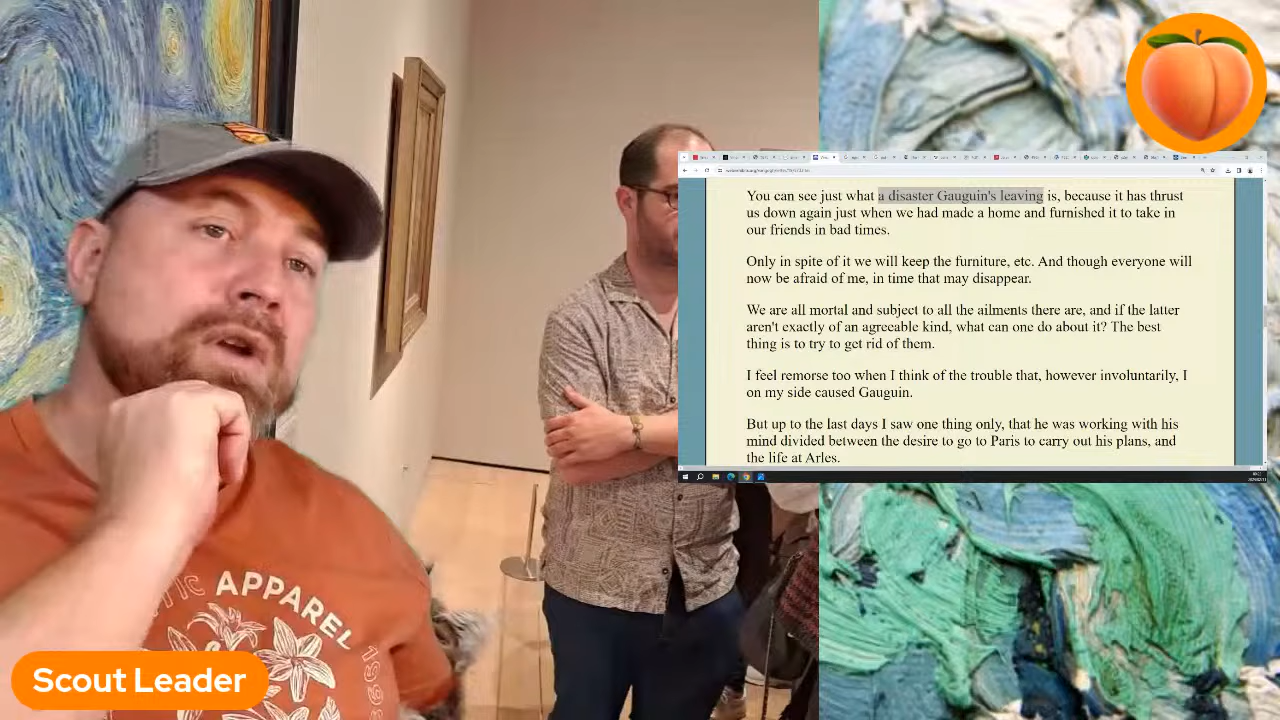 You can see just what a disaster Gauguin's leaving is, because it has thrust
us down again just when we had made a home and furnished it to take in
our friends in bad times.
Only in spite of it we will keep the furniture, etc. And though everyone will
now be afraid of me, in time that may disappear.
We are all mortal and subject to all the ailments there are, and if the latter
aren't exactly of an agreeable kind, what can one do about it? The best
thing is to try to get rid of them.
I feel remorse too when I think of the trouble that, however involuntarily, I
on my side caused Gauguin.
But up to the last days I saw one thing only, that he was working with his
mind divided between the desire to go to Paris to carry out his plans, and
the life at Arles.
APPAREL
Scout Leader